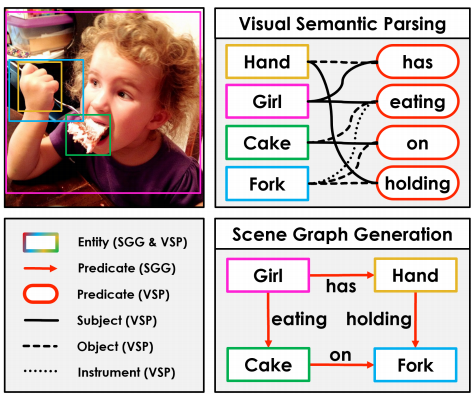 Visual Semantic Parsing
Hand
has
Girl
eating
Cake
on
Fork
holding
Entity (SGG & VSP)
Predicate (SGG)
Predicate (VSP)
Subject (VSP)
Object (VSP)
Instrument (VSP)
Scene Graph Generation
Girl
has
Hand
eating
holding
Cake
on
Fork